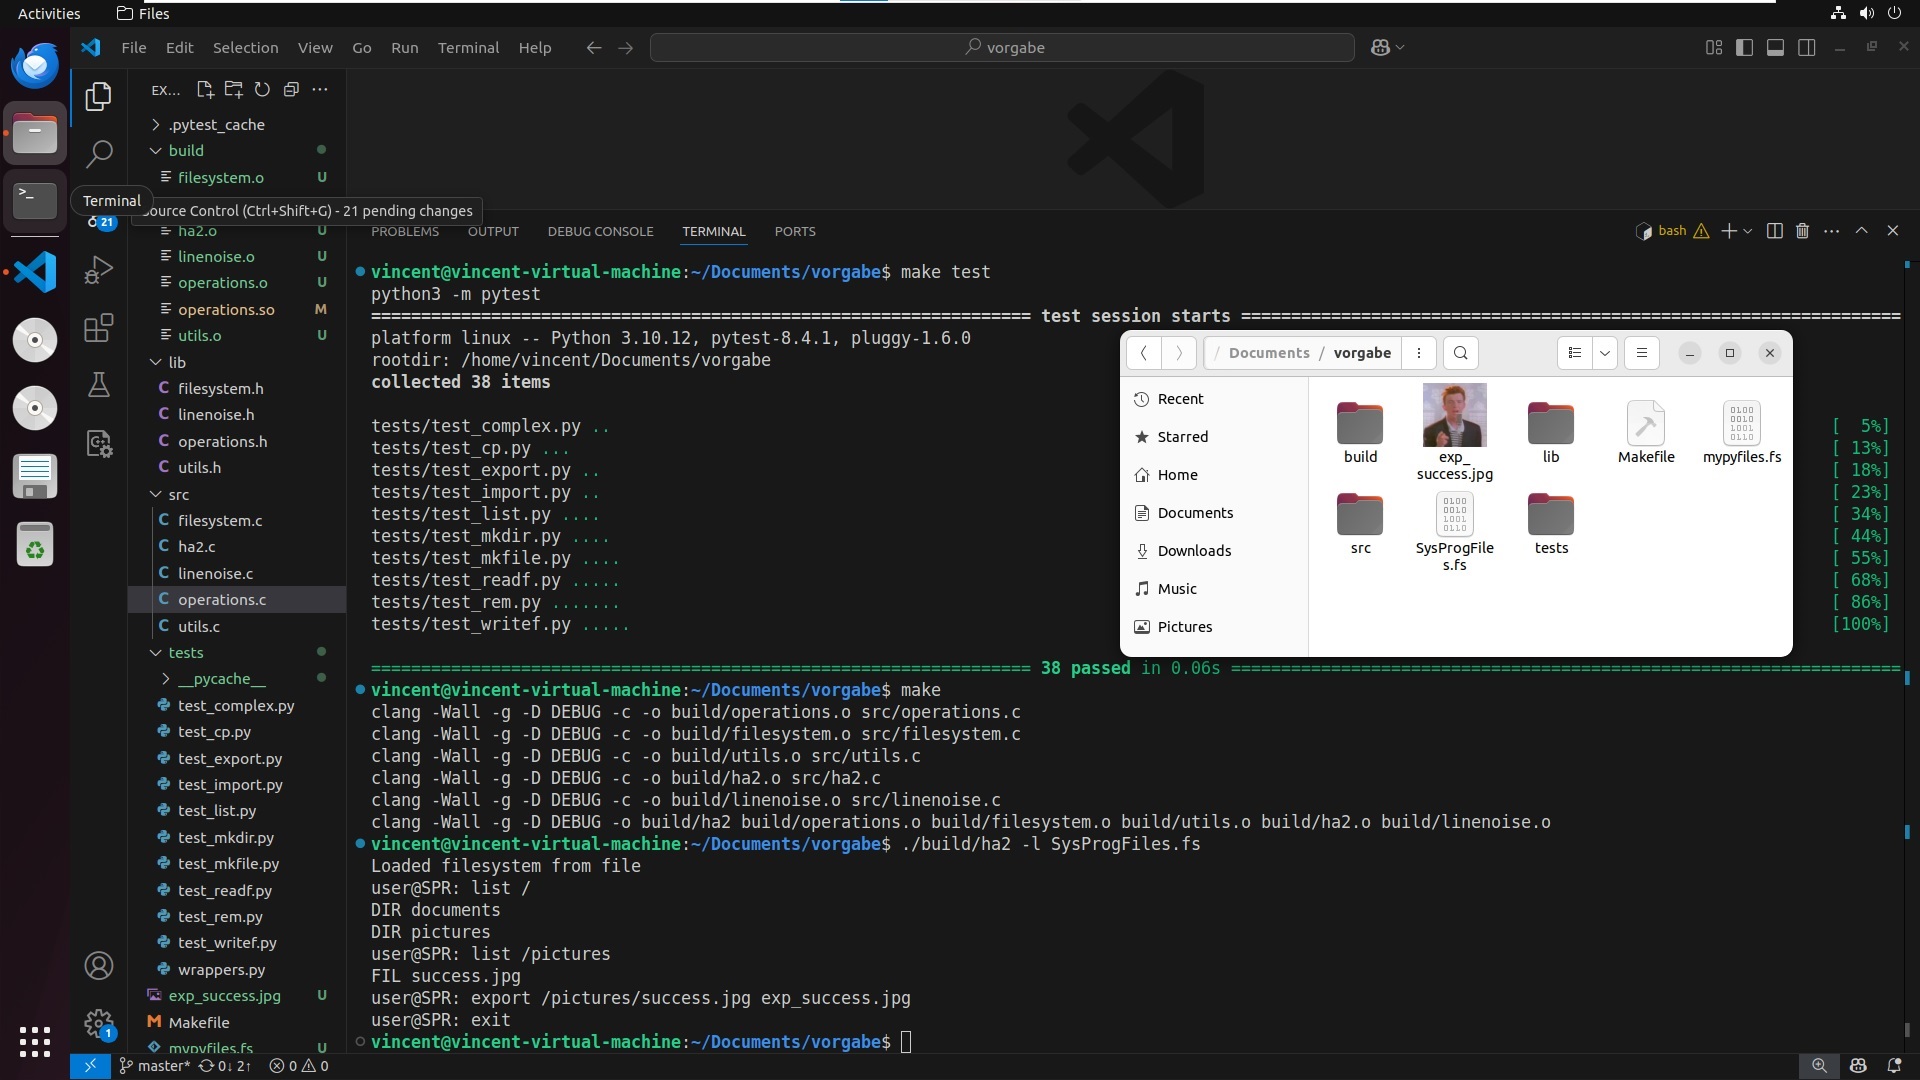 Activities Files
File Edit Selection View Go Run Terminal Help vorgabe
EX...
.pytest_cache
build
filesystem.o U
Terminal
Source Control (Ctrl+Shift+G) - 21 pending changes
21
ha2.o U
linenoise.o U
operations.o U
operations.so M
utils.o U
lib
C filesystem.h
C linenoise.h
C operations.h
C utils.h
src
C filesystem.c
C ha2.c
C linenoise.c
C operations.c
C utils.c
tests
__pycache__
test_complex.py
test_cp.py
test_export.py
test_import.py
test_list.py
test_mkdir.py
test_mkfile.py
test_readf.py
test_rem.py
test_writef.py
wrappers.py
exp_success.jpg U
M Makefile
mypyfiles.fs U
1
PROBLEMS OUTPUT DEBUG CONSOLE TERMINAL PORTS
bash
vincent@vincent-virtual-machine:~/Documents/vorgabe$ make test
python3 -m pytest
================================================================== test session starts ==================================================================
platform linux -- Python 3.10.12, pytest-8.4.1, pluggy-1.6.0
rootdir: /home/vincent/Documents/vorgabe
collected 38 items
tests/test_complex.py .. [  5%]
tests/test_cp.py ... [ 13%]
tests/test_export.py .. [ 18%]
tests/test_import.py .. [ 23%]
tests/test_list.py .... [ 34%]
tests/test_mkdir.py .... [ 44%]
tests/test_mkfile.py .... [ 55%]
tests/test_readf.py ..... [ 68%]
tests/test_rem.py ....... [ 86%]
tests/test_writef.py ..... [100%]
================================================================== 38 passed in 0.06s ===================================================================
vincent@vincent-virtual-machine:~/Documents/vorgabe$ make
clang -Wall -g -D DEBUG -c -o build/operations.o src/operations.c
clang -Wall -g -D DEBUG -c -o build/filesystem.o src/filesystem.c
clang -Wall -g -D DEBUG -c -o build/utils.o src/utils.c
clang -Wall -g -D DEBUG -c -o build/ha2.o src/ha2.c
clang -Wall -g -D DEBUG -c -o build/linenoise.o src/linenoise.c
clang -Wall -g -D DEBUG -o build/ha2 build/operations.o build/filesystem.o build/utils.o build/ha2.o build/linenoise.o
vincent@vincent-virtual-machine:~/Documents/vorgabe$ ./build/ha2 -l SysProgFiles.fs
Loaded filesystem from file
user@SPR: list /
DIR documents
DIR pictures
user@SPR: list /pictures
FIL success.jpg
user@SPR: export /pictures/success.jpg exp_success.jpg
user@SPR: exit
vincent@vincent-virtual-machine:~/Documents/vorgabe$
/ Documents / vorgabe
Recent
Starred
Home
Documents
Downloads
Music
Pictures
build
exp_
success.jpg
lib
Makefile
mypyfiles.fs
src
SysProgFile
s.fs
tests
master* 0↓ 2↑ 0 0